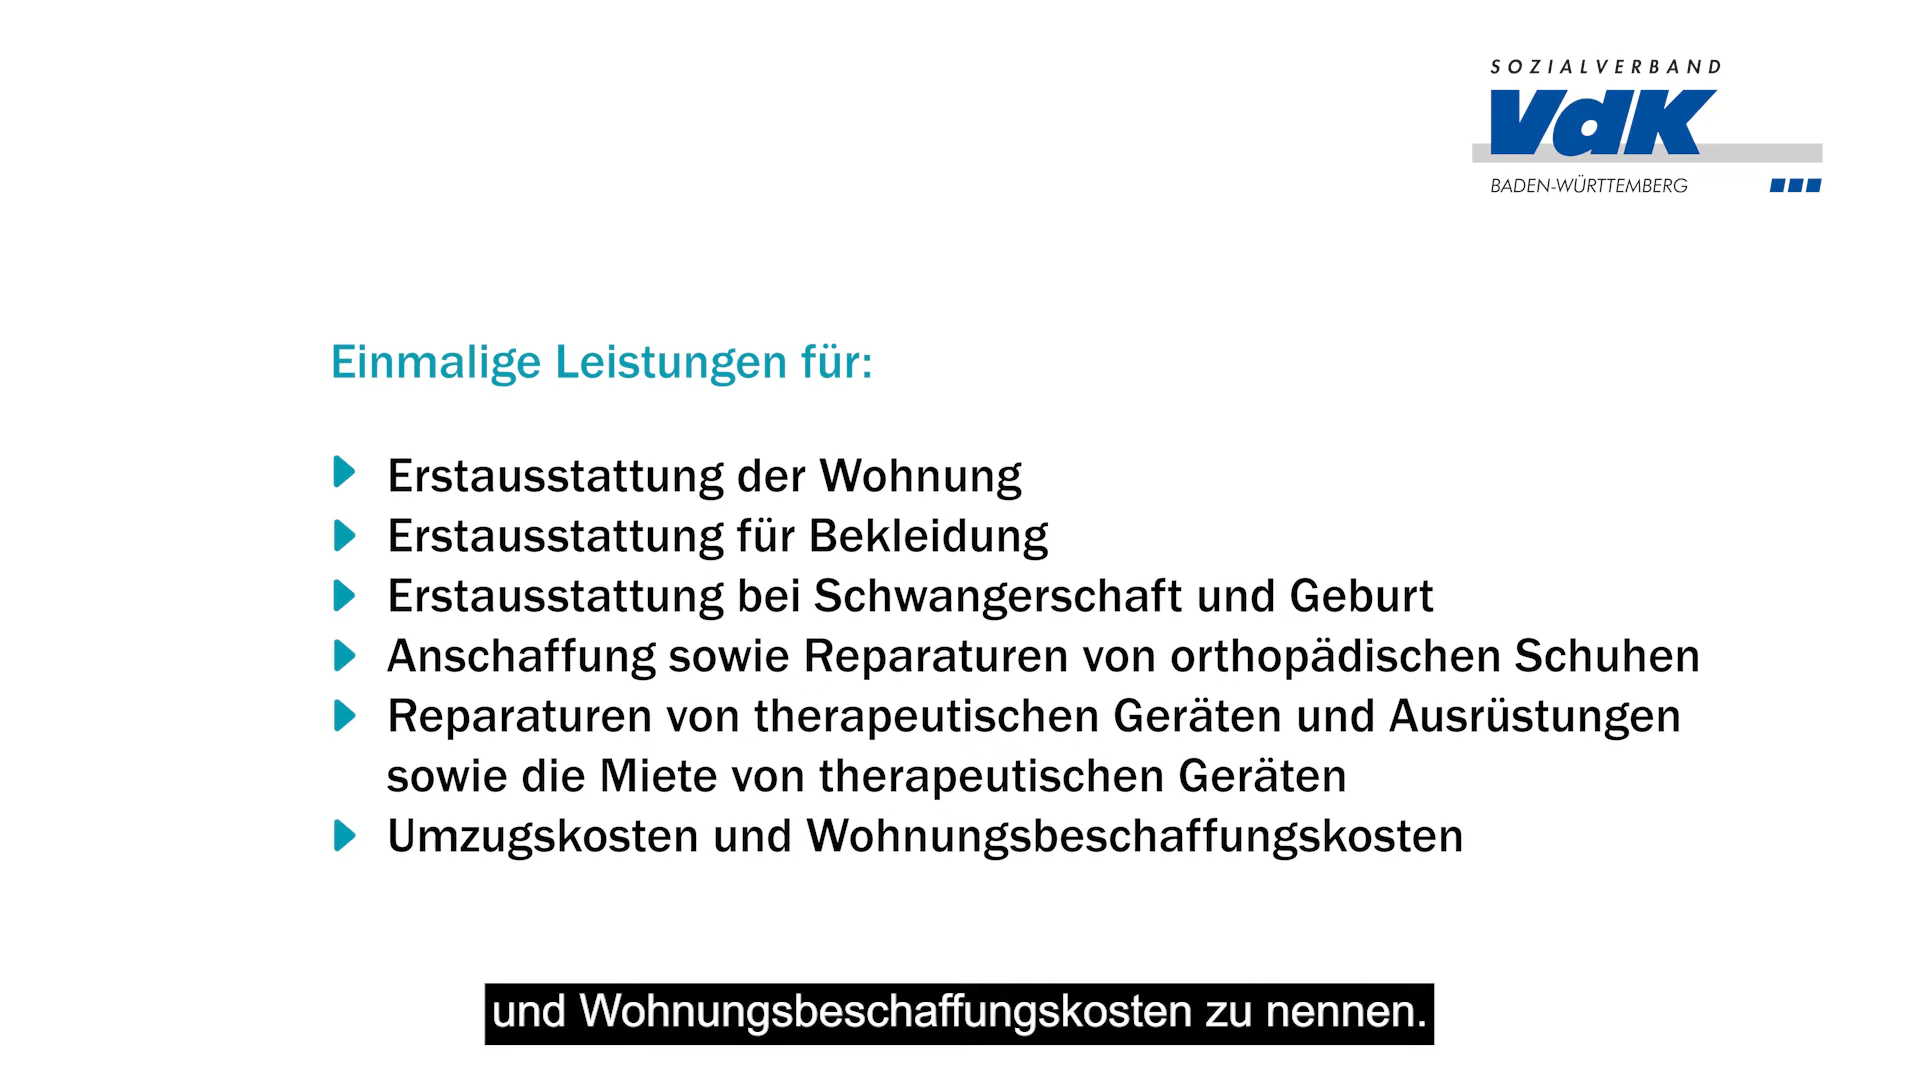 SOZIALVERBAND
VdK
BADEN-WÜRTTEMBERG
Einmalige Leistungen für:
Erstausstattung der Wohnung
Erstausstattung für Bekleidung
Erstausstattung bei Schwangerschaft und Geburt
Anschaffung sowie Reparaturen von orthopädischen Schuhen
Reparaturen von therapeutischen Geräten und Ausrüstungen
sowie die Miete von therapeutischen Geräten
Umzugskosten und Wohnungsbeschaffungskosten
und Wohnungsbeschaffungskosten zu nennen.